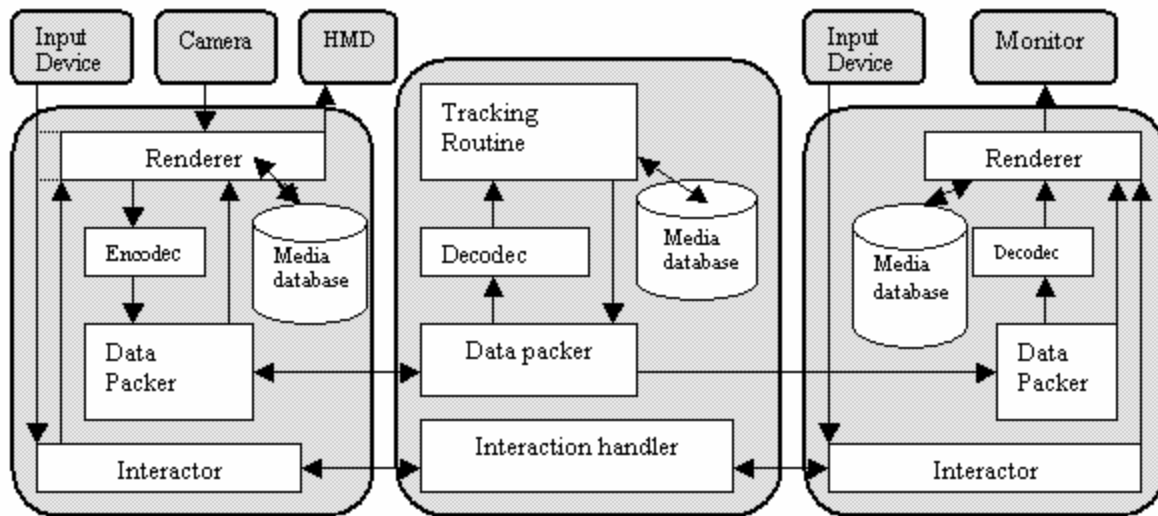 Input
Device
Camera
HMD
Renderer
Encodec
Media
database
Data
Packer
Interactor
Tracking
Routine
Decodec
Media
database
Data packer
Interaction handler
Input
Device
Monitor
Renderer
Media
database
Decodec
Data
Packer
Interactor